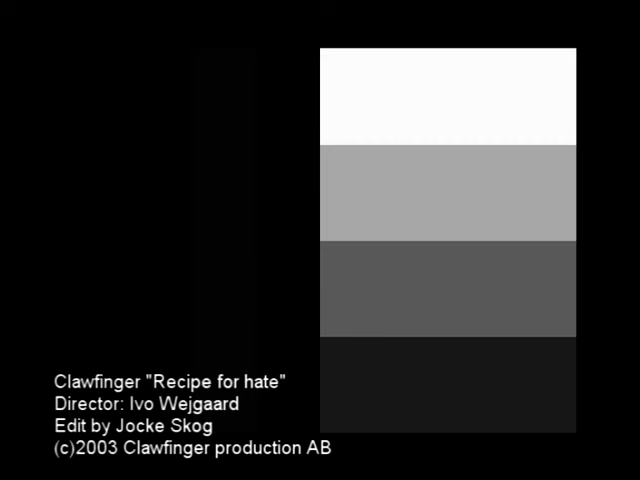 Clawfinger "Recipe for hate"
Director: Ivo Wejgaard
Edit by Jocke Skog
(c)2003 Clawfinger production AB